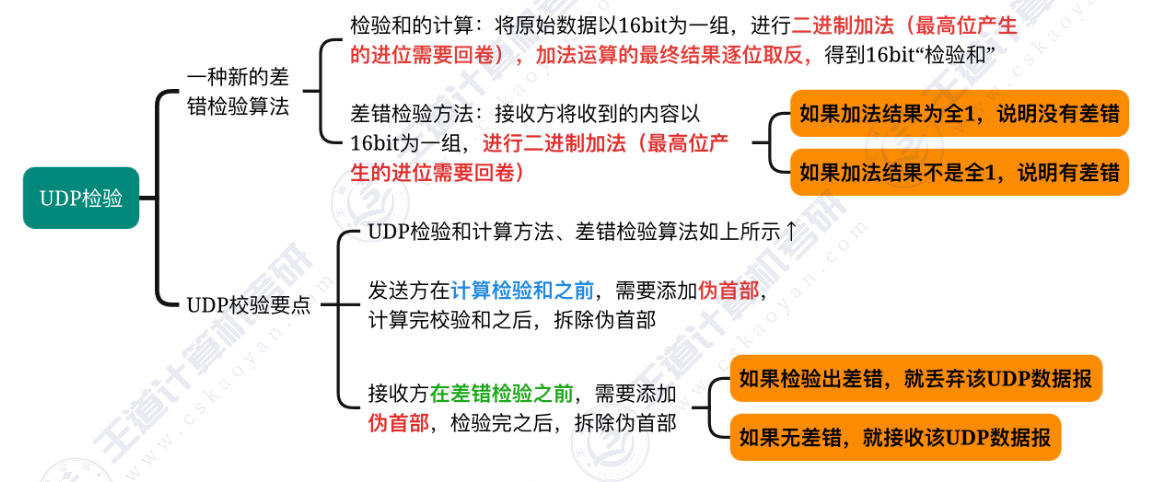 检验和的计算：将原始数据以16bit为一组，进行二进制加法（最高位产生
的进位需要回卷），加法运算的最终结果逐位取反，得到16bit“检验和”
一种新的差
错检验算法
差错检验方法：接收方将收到的内容以
16bit为一组，进行二进制加法（最高位产
生的进位需要回卷）
如果加法结果为全1，说明没有差错
如果加法结果不是全1，说明有差错
UDP检验
UDP校验要点
UDP检验和计算方法、差错检验算法如上所示↑
发送方在计算检验和之前，需要添加伪首部，
计算完校验和之后，拆除伪首部
接收方在差错检验之前，需要添加
伪首部，检验完之后，拆除伪首部
如果检验出差错，就丢弃该UDP数据报
如果无差错，就接收该UDP数据报
王道计算机考研
www.cskaoyan.com